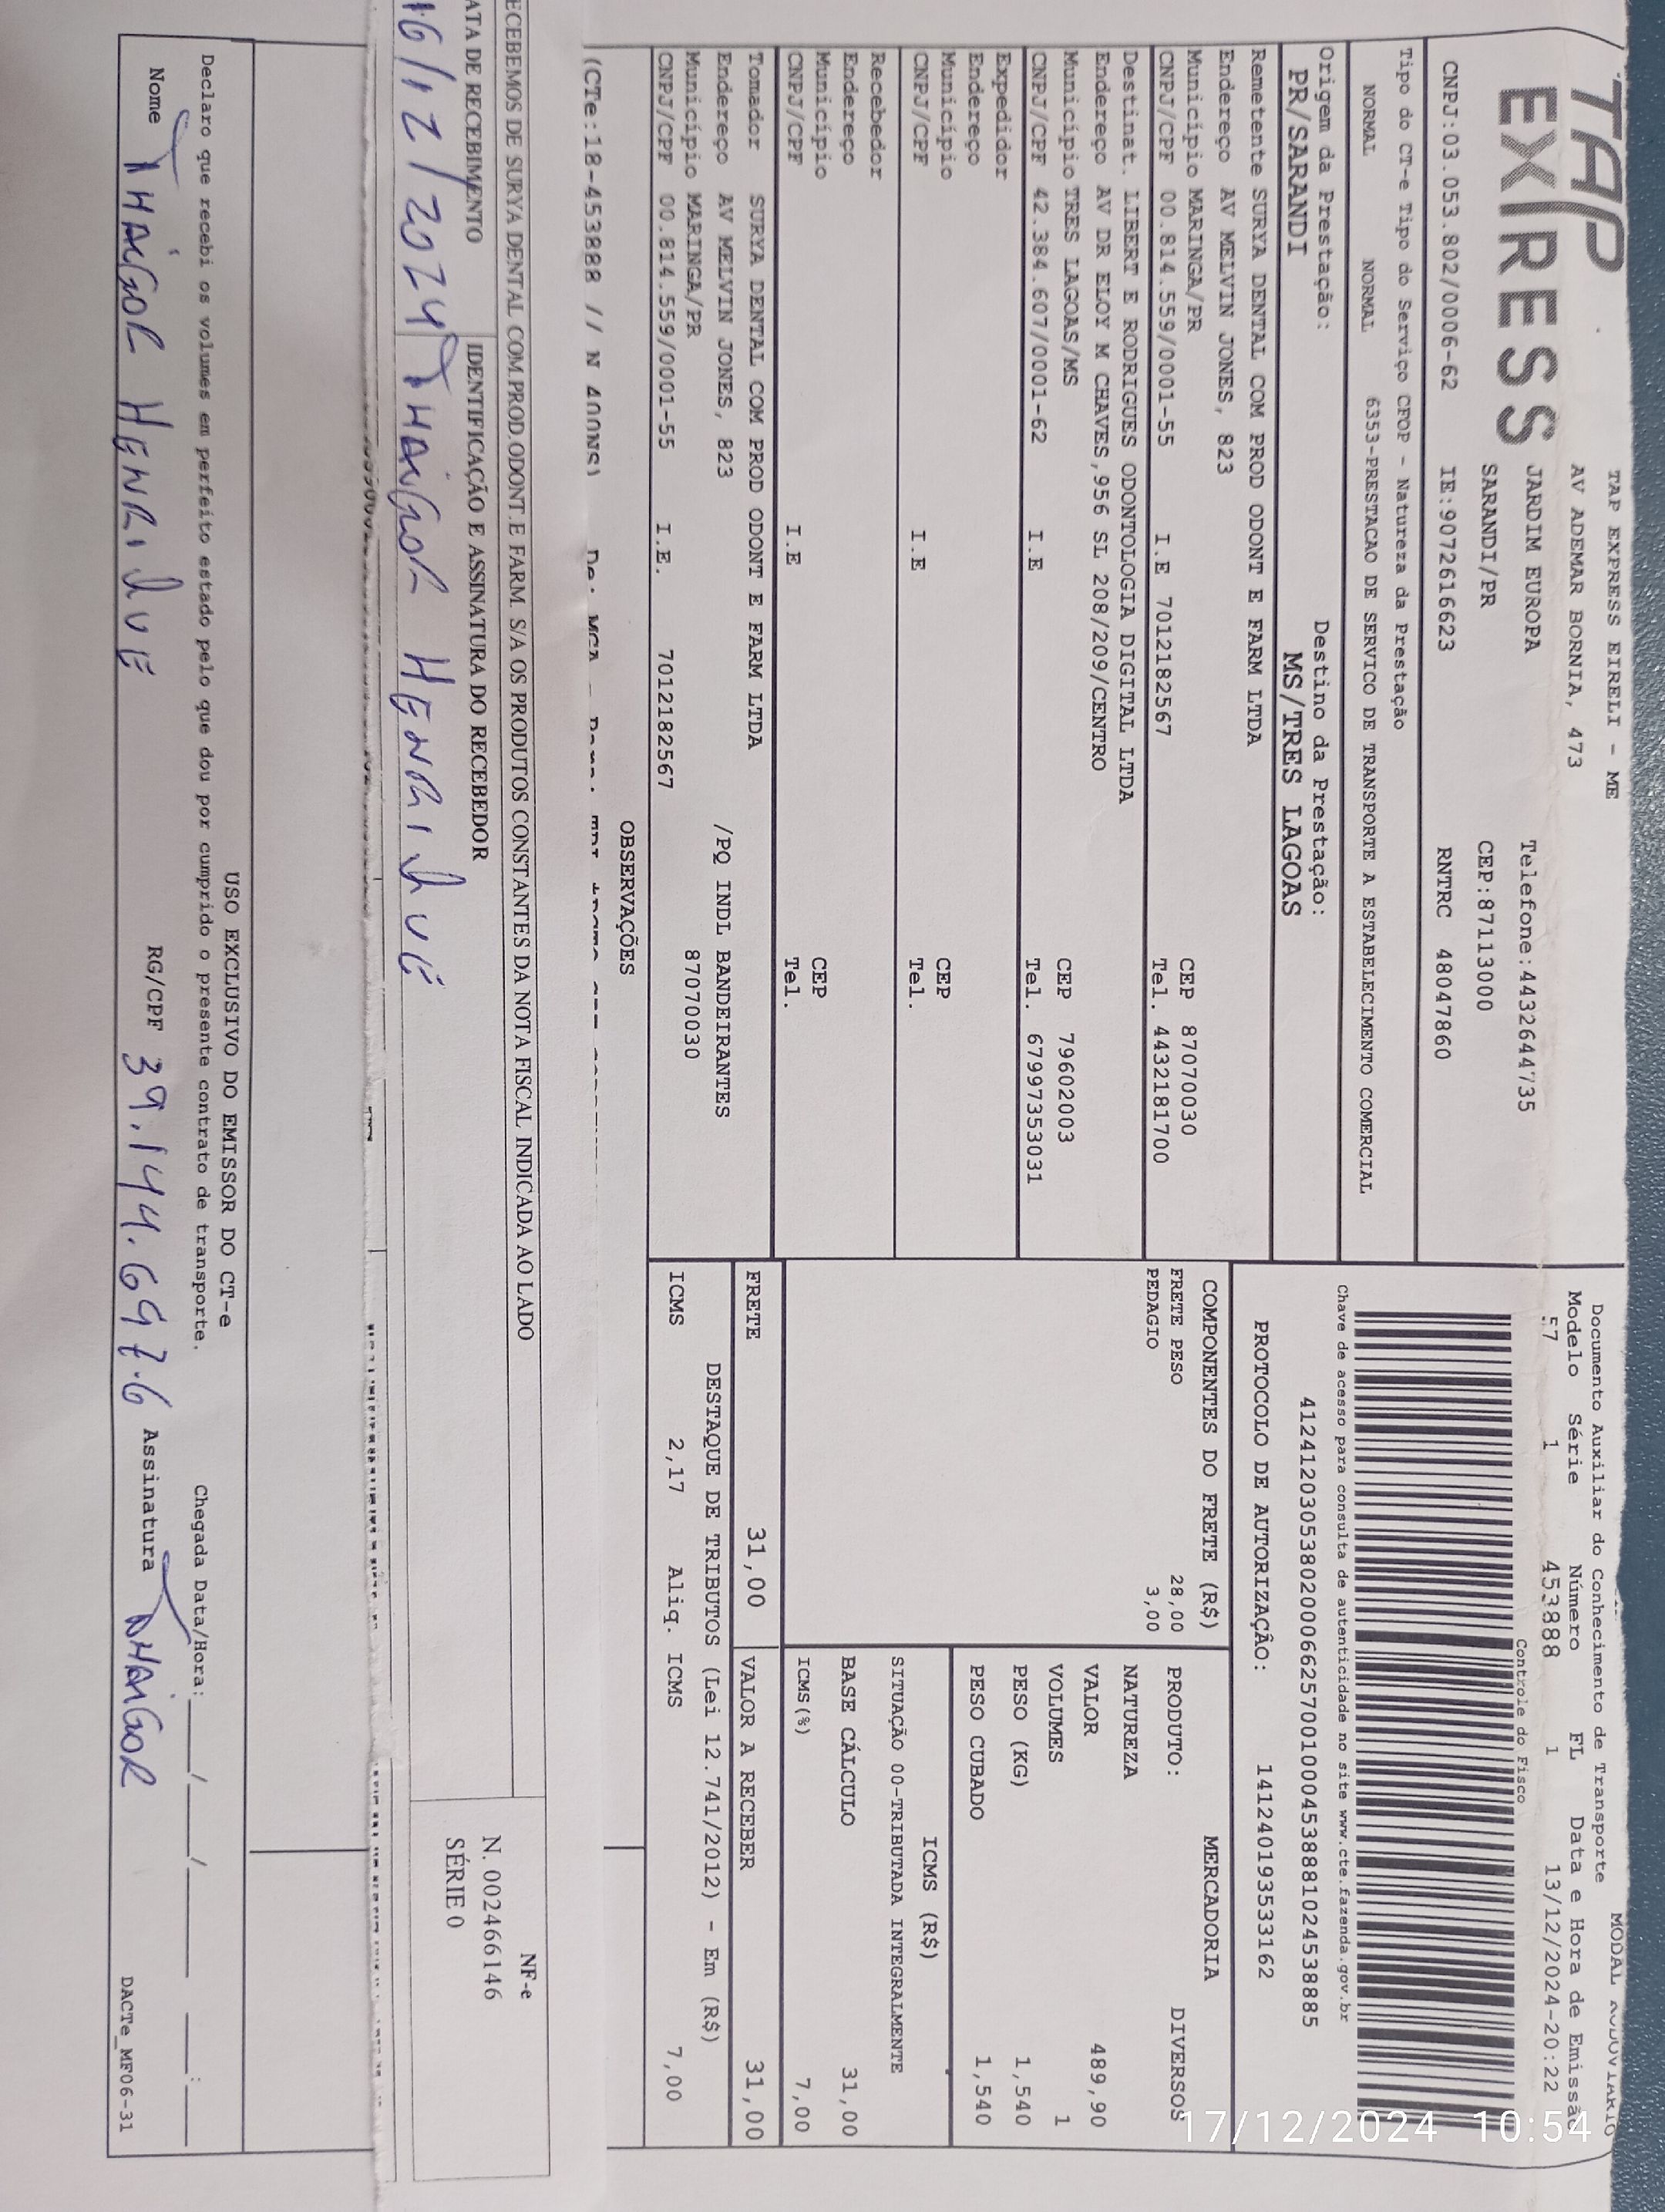 TAP
EXPRESS
TAP EXPRESS EIRELI - ME
AV ADEMAR BORNIA, 473
JARDIM EUROPA Telefone:4432644735
SARANDI/PR CEP:87113000
CNPJ:03.053.802/0006-62 IE:9072616623 RNTRC 48047860
Tipo do CT-e Tipo do Serviço CFOP - Natureza da Prestação
NORMAL NORMAL 6353-PRESTACAO DE SERVICO DE TRANSPORTE A ESTABELECIMENTO COMERCIAL
Origem da Prestação: Destino da Prestação:
PR/SARANDI MS/TRES LAGOAS
Remetente SURYA DENTAL COM PROD ODONT E FARM LTDA
Endereço AV MELVIN JONES, 823
Município MARINGA/PR CEP 87070030
CNPJ/CPF 00.814.559/0001-55 I.E 7012182567 Tel. 4432181700
Destinat. LIBERT E RODRIGUES ODONTOLOGIA DIGITAL LTDA
Endereço AV DR ELOY M CHAVES,956 SL 208/209/CENTRO
Município TRES LAGOAS/MS CEP 79602003
CNPJ/CPF 42.384.607/0001-62 I.E Tel. 67997353031
Expedidor
Endereço
Município CEP
CNPJ/CPF I.E Tel.
Recebedor
Endereço
Município CEP
CNPJ/CPF I.E Tel.
Tomador SURYA DENTAL COM PROD ODONT E FARM LTDA
Endereço AV MELVIN JONES, 823 /PQ INDL BANDEIRANTES
Município MARINGA/PR 87070030
CNPJ/CPF 00.814.559/0001-55 I.E. 7012182567
MODAL
Documento Auxiliar do Conhecimento de Transporte
Modelo Série Número FL Data e Hora de Emissão
57 1 453888 1 13/12/2024-20:22
Controle do Fisco
Chave de acesso para consulta de autenticidade no site www.cte.fazenda.gov.br
41241203053802000662570010004538881024538885
PROTOCOLO DE AUTORIZAÇÃO: 141240193533162
COMPONENTES DO FRETE (R$)
FRETE PESO 28,00
PEDAGIO 3,00
MERCADORIA
PRODUTO: DIVERSOS
NATUREZA
VALOR 489,90
VOLUMES 1
PESO (KG) 1,540
PESO CUBADO 1,540
ICMS (R$)
SITUAÇÃO 00-TRIBUTADA INTEGRALMENTE
BASE CÁLCULO 31,00
ICMS(%) 7,00
FRETE 31,00 VALOR A RECEBER 31,00
DESTAQUE DE TRIBUTOS (Lei 12.741/2012) - Em (R$)
ICMS 2,17 Aliq. ICMS 7,00
OBSERVAÇÕES
(CTe:18-453888 // N
ECEBEMOS DE SURYA DENTAL COM.PROD.ODONT.E FARM. S/A OS PRODUTOS CONSTANTES DA NOTA FISCAL INDICADA AO LADO
ATA DE RECEBIMENTO IDENTIFICAÇÃO E ASSINATURA DO RECEBEDOR
16/12/2024 THAIGOR HENRIQUE
NF-e
N. 002466146
SÉRIE 0
USO EXCLUSIVO DO EMISSOR DO CT-e
Declaro que recebi os volumes em perfeito estado pelo que dou por cumprido o presente contrato de transporte. Chegada Data/Hora:____/____/____ ___:___
Nome THAIGOR HENRIQUE RG/CPF 39.144.697.6 Assinatura THAIGOR
DACTe_MF06-31
17/12/2024 10:54